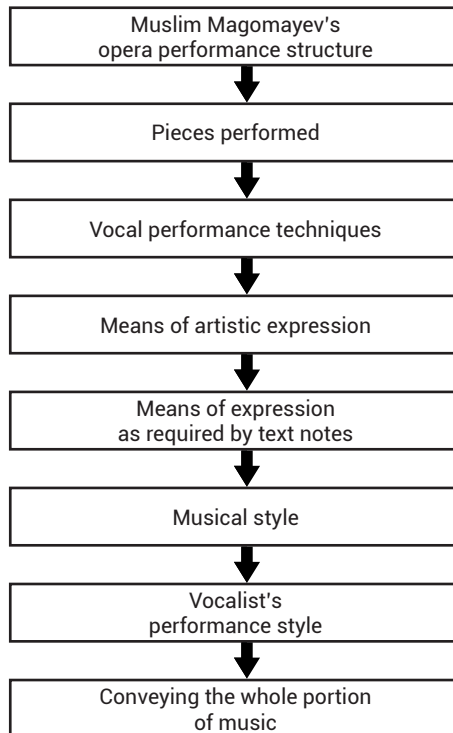 Muslim Magomayev's
opera performance structure
Pieces performed
Vocal performance techniques
Means of artistic expression
Means of expression
as required by text notes
Musical style
Vocalist's
performance style
Conveying the whole portion
of music